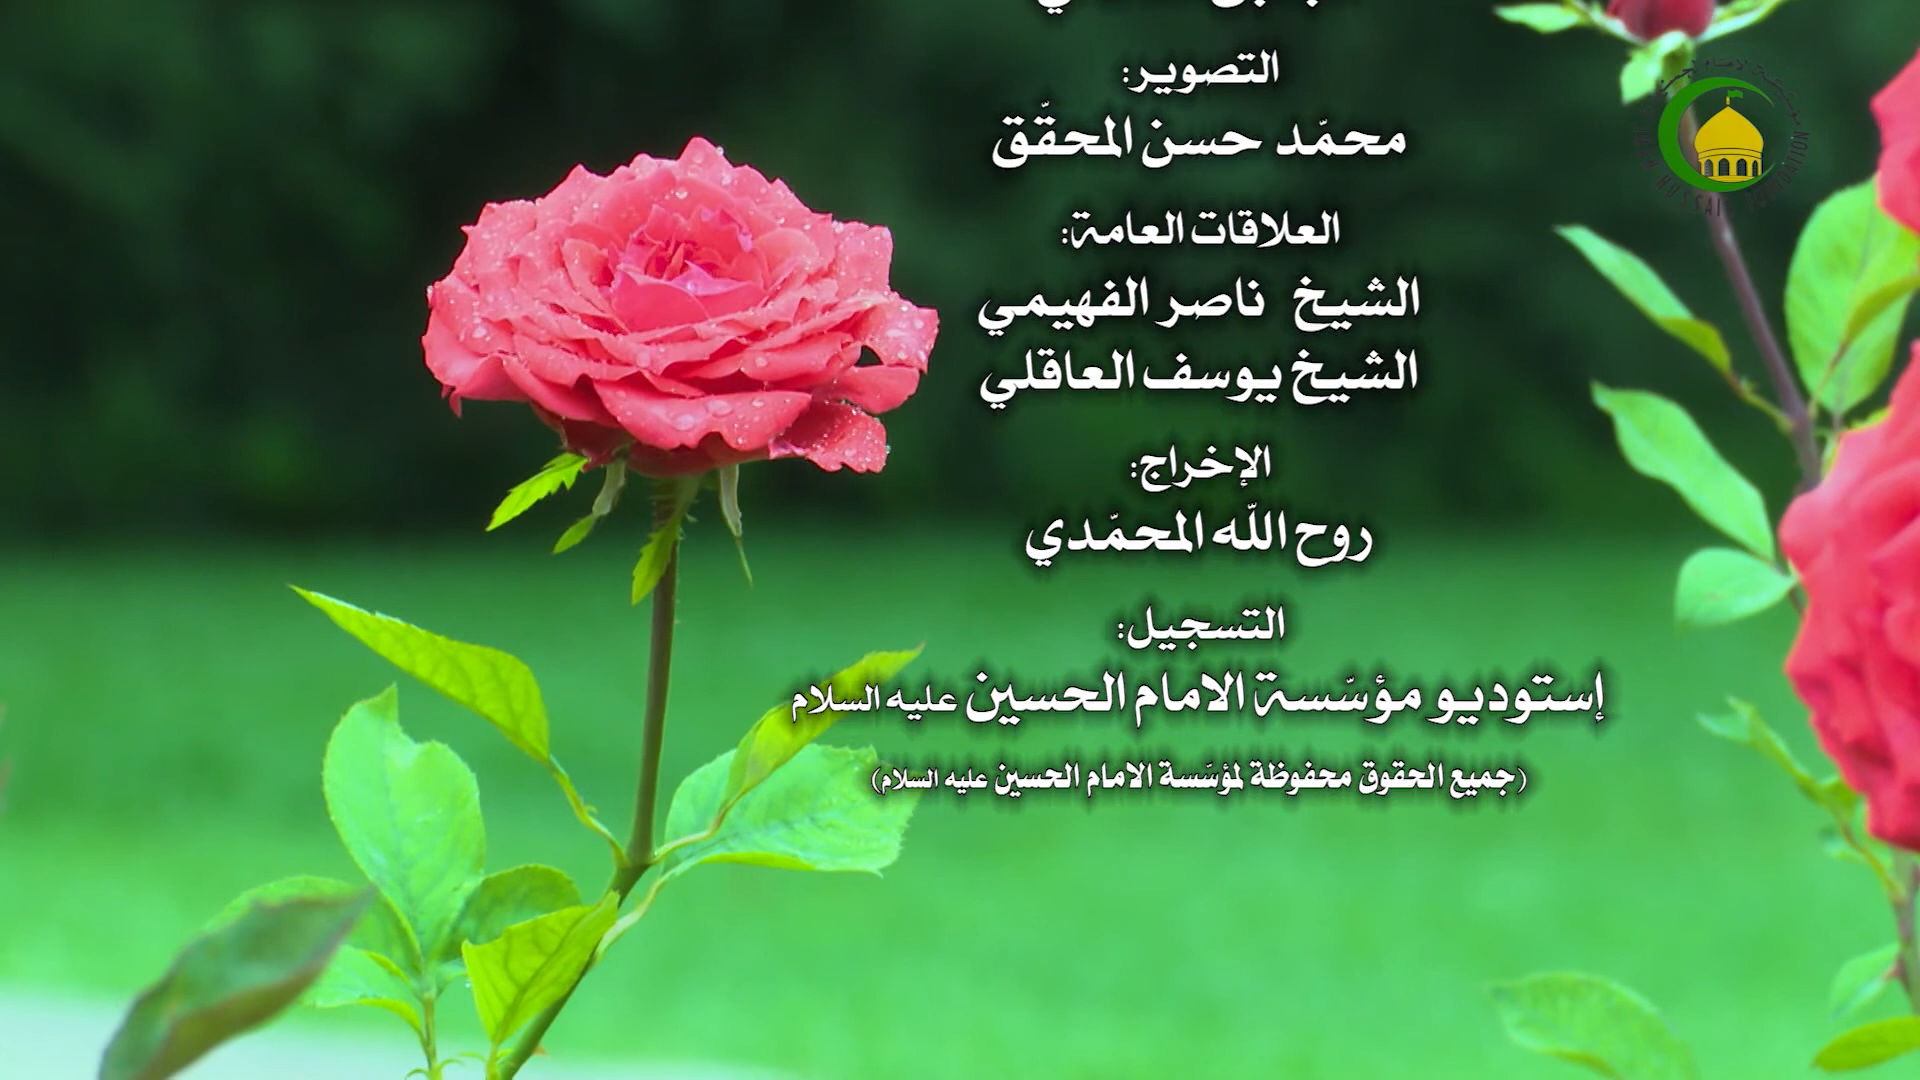 التصوير:
محمّد حسن المحقّق
العلاقات العامة:
الشيخ ناصر الفهيمي
الشيخ يوسف العاقلي
الإخراج:
روح اللّه المحمّدي
التسجيل:
إستوديو مؤسّسة الامام الحسين عليه السلام
(جميع الحقوق محفوظة لمؤسّسة الامام الحسين عليه السلام)